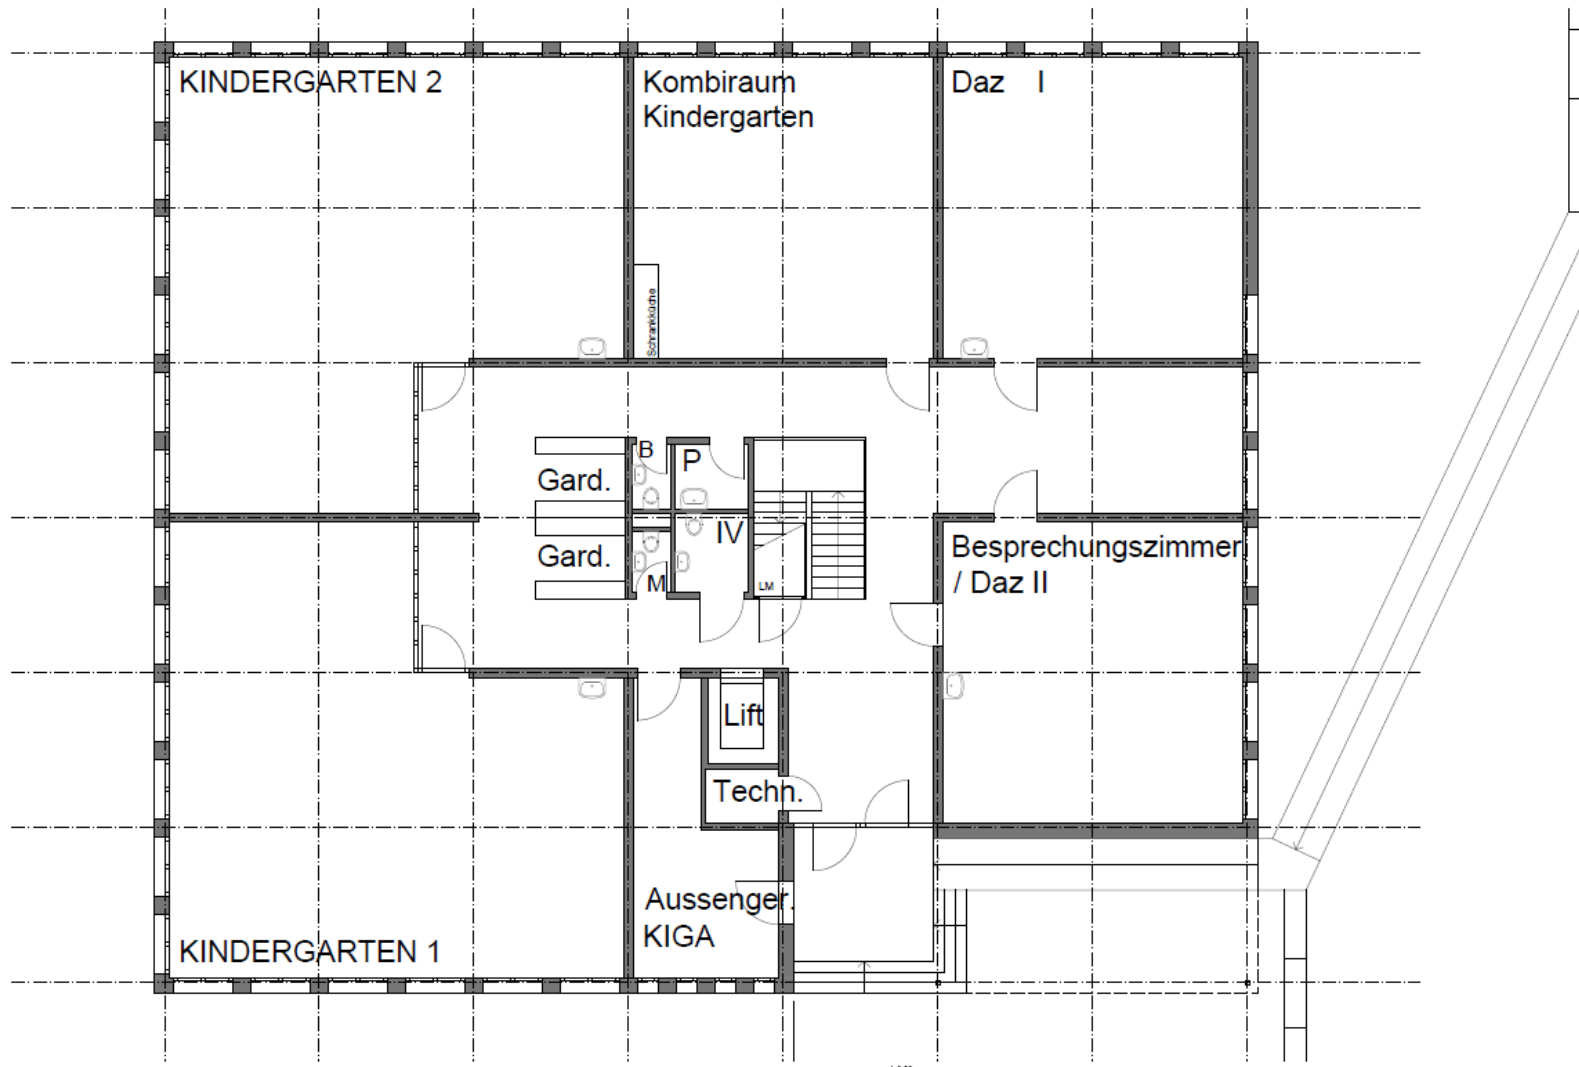 KINDERGARTEN 2
Kombiraum
Kindergarten
Daz I
Schrankküche
B
P
Gard.
IV
Gard.
M
LM
Besprechungszimmer
/ Daz II
Lift
Techn.
Aussenger.
KIGA
KINDERGARTEN 1